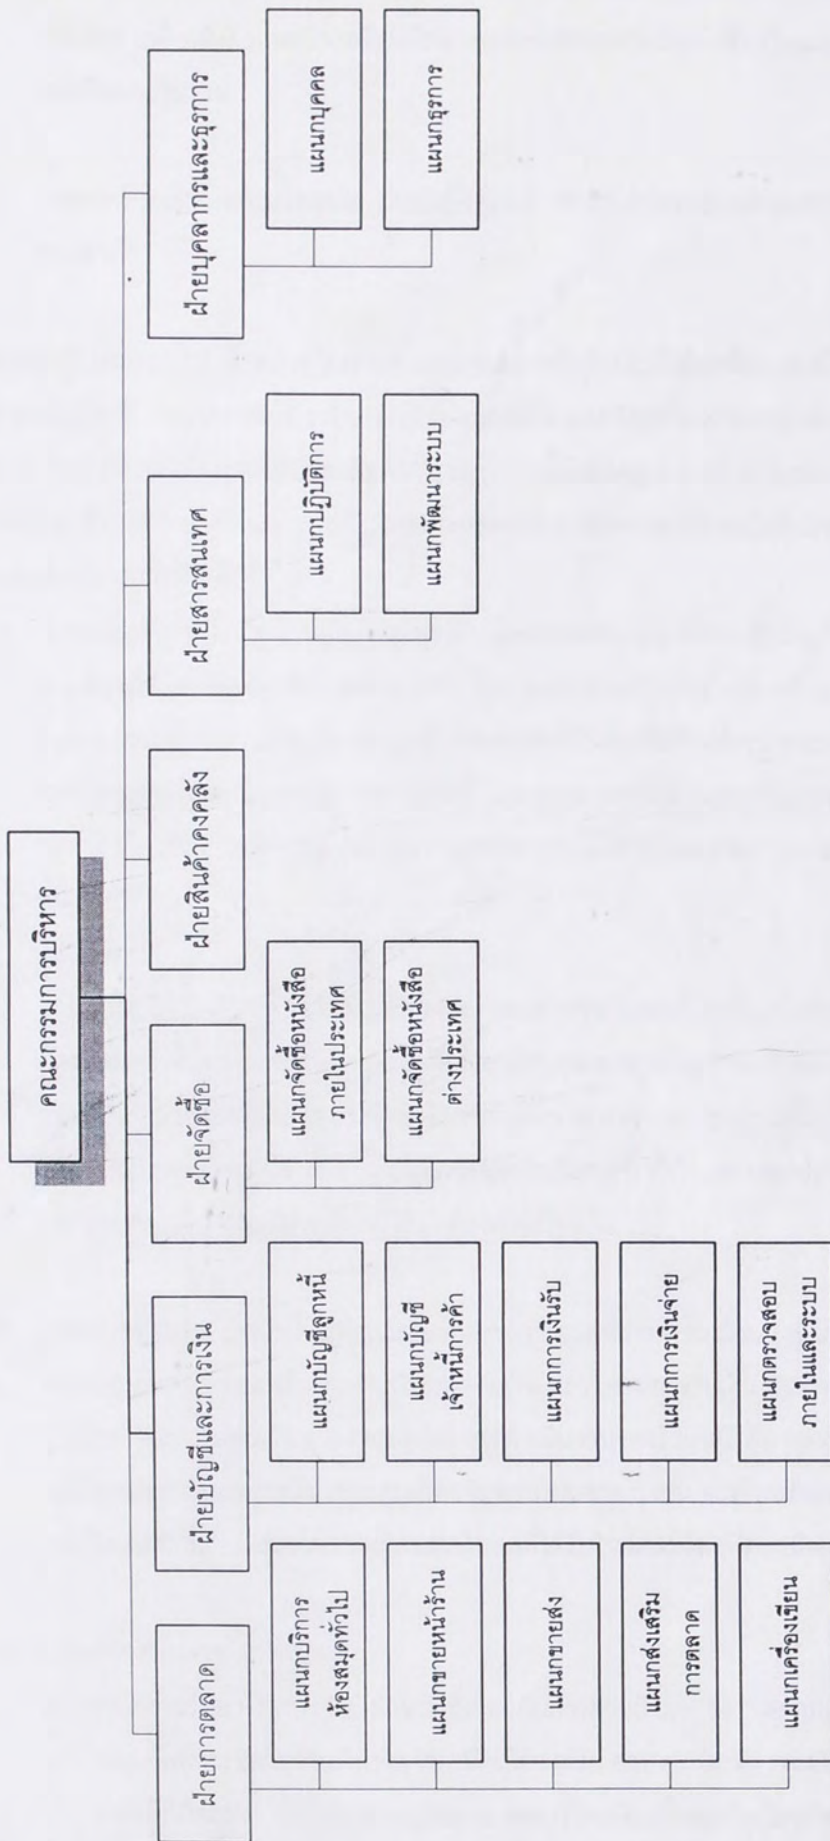 คณะกรรมการบริหาร
ฝ่ายการตลาด
แผนกบริการ
ห้องสมุดทั่วไป
แผนกขายหน้าร้าน
แผนกขายส่ง
แผนกส่งเสริม
การตลาด
แผนกเครื่องเขียน
ฝ่ายบัญชีและการเงิน
แผนกบัญชีลูกหนี้
แผนกบัญชี
เจ้าหนี้การค้า
แผนกการเงินรับ
แผนกการเงินจ่าย
แผนกตรวจสอบ
ภายในและระบบ
ฝ่ายจัดซื้อ
แผนกจัดซื้อหนังสือ
ภายในประเทศ
แผนกจัดซื้อหนังสือ
ต่างประเทศ
ฝ่ายสินค้าคงคลัง
ฝ่ายสารสนเทศ
แผนกปฏิบัติการ
แผนกพัฒนาระบบ
ฝ่ายบุคลากรและธุรการ
แผนกบุคคล
แผนกธุรการ